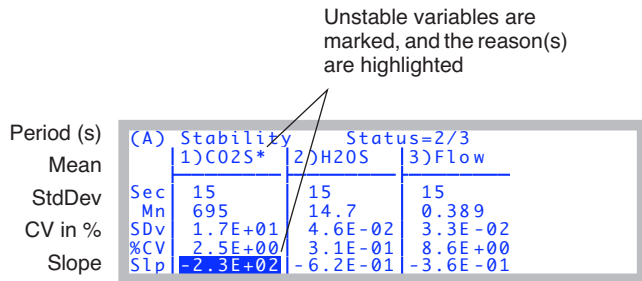 Unstable variables are
marked, and the reason(s)
are highlighted
Period (s)
Mean
StdDev
CV in %
Slope
(A) Stability Status=2/3
1)CO2S* 2)H2OS 3)Flow
Sec 15 15 15
Mn 695 14.7 0.389
SDv 1.7E+01 4.6E-02 3.3E-02
%CV 2.5E+00 3.1E-01 8.6E+00
Slp -2.3E+02 -6.2E-01 -3.6E-01